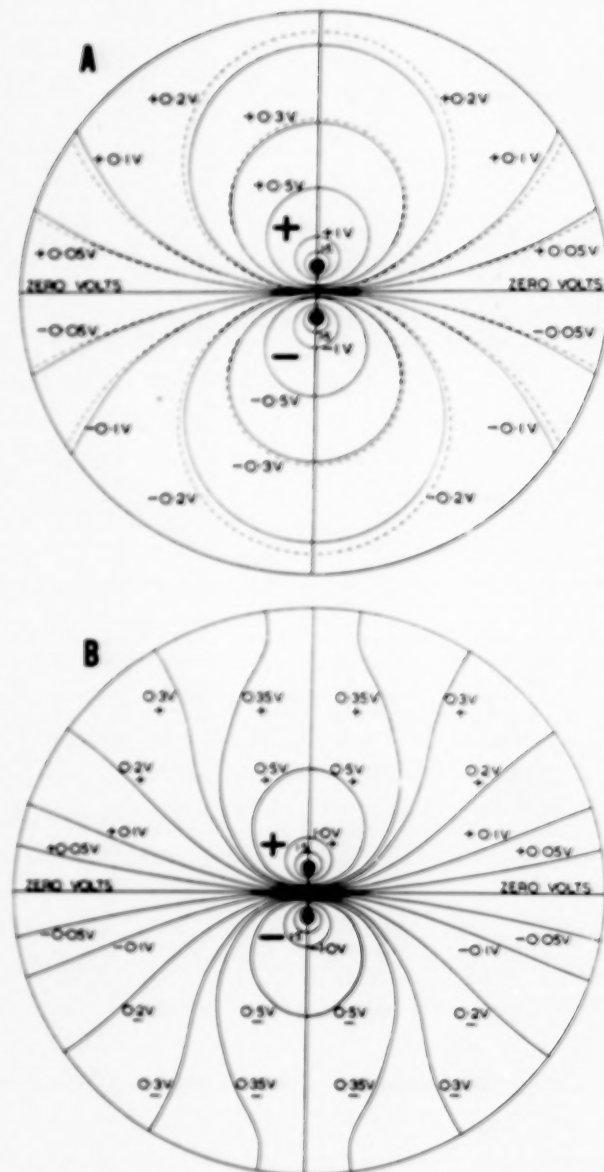 A
+0·2V +0·2V
+0·3V
+0·1V +0·1V
+0·5V
+
+1V
+0·05V +0·05V
ZERO VOLTS ZERO VOLTS
-0·05V -0·05V
-
-1V
-0·5V
-0·1V -0·1V
-0·3V
-0·2V -0·2V
B
0·3V 0·35V 0·35V 0·3V
+ + + +
0·2V 0·5V 0·5V 0·2V
+ + + +
+0·1V + 1·0V +0·1V
+
+0·05V +0·05V
ZERO VOLTS ZERO VOLTS
-0·05V -0·05V
-0·1V - -1·0V -0·1V
0·2V 0·5V 0·5V 0·2V
- - - -
0·3V 0·35V 0·35V 0·3V
- - - -